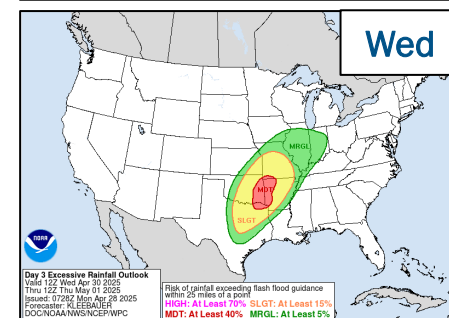 Wed
MRGL
MDT
SLGT
NOAA
Day 3 Excessive Rainfall Outlook
Valid 12Z Wed Apr 30 2025
Thru 12Z Thu May 01 2025
Issued: 0728Z Mon Apr 28 2025
Forecaster: KLEEBAUER
DOC/NOAA/NWS/NCEP/WPC
Risk of rainfall exceeding flash flood guidance
within 25 miles of a point
HIGH: At Least 70% SLGT: At Least 15%
MDT: At Least 40% MRGL: At Least 5%